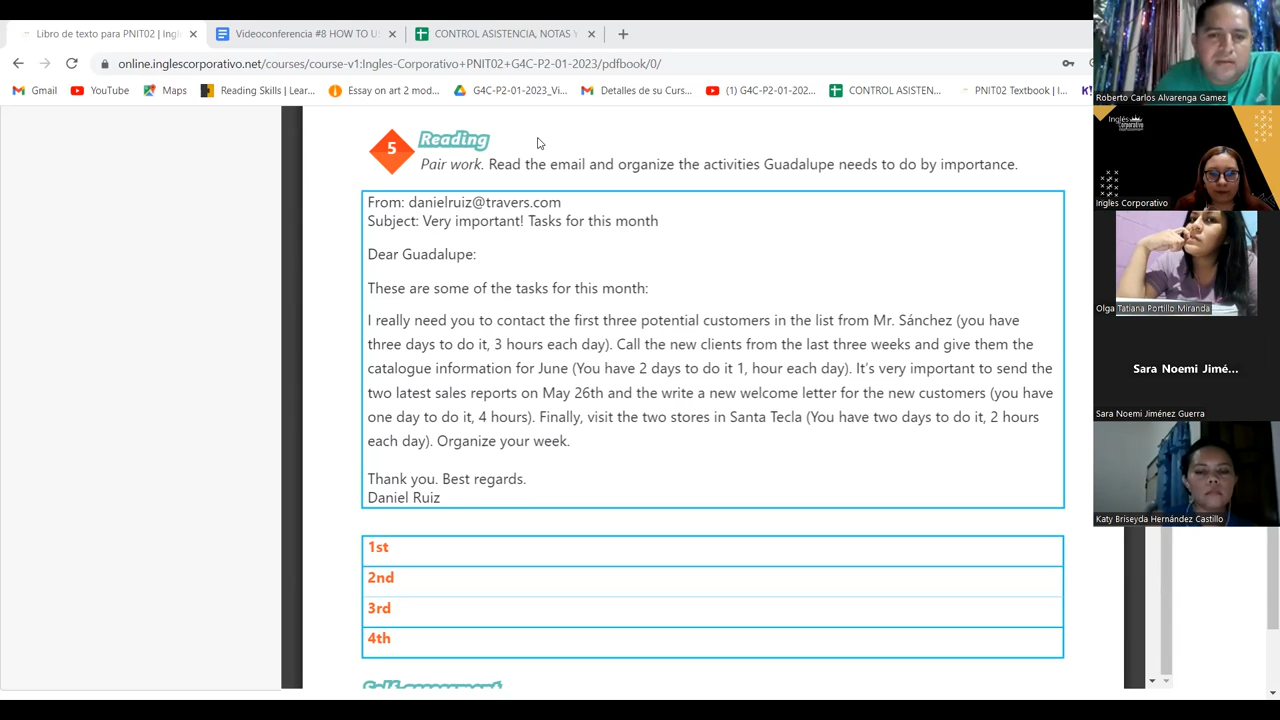 Libro de texto para PNIT02 | Ingl
Videoconferencia #8 HOW TO U
CONTROL ASISTENCIA, NOTAS Y
online.inglescorporativo.net/courses/course-v1:Ingles-Corporativo+PNIT02+G4C-P2-01-2023/pdfbook/0/
Gmail
YouTube
Maps
Reading Skills | Lear...
Essay on art 2 mod...
G4C-P2-01-2023_Vi...
Detalles de su Curs...
(1) G4C-P2-01-202...
CONTROL ASISTEN...
PNIT02 Textbook | I...
5
Reading
Pair work. Read the email and organize the activities Guadalupe needs to do by importance.
From: danielruiz@travers.com
Subject: Very important! Tasks for this month
Dear Guadalupe:
These are some of the tasks for this month:
I really need you to contact the first three potential customers in the list from Mr. Sánchez (you have
three days to do it, 3 hours each day). Call the new clients from the last three weeks and give them the
catalogue information for June (You have 2 days to do it 1, hour each day). It's very important to send the
two latest sales reports on May 26th and the write a new welcome letter for the new customers (you have
one day to do it, 4 hours). Finally, visit the two stores in Santa Tecla (You have two days to do it, 2 hours
each day). Organize your week.
Thank you. Best regards.
Daniel Ruiz
1st
2nd
3rd
4th
Self-assessment
Roberto Carlos Alvarenga Gamez
Inglés
Corporativo
Ingles Corporativo
Olga Tatiana Portillo Miranda
Sara Noemi Jimé...
Sara Noemi Jiménez Guerra
Katy Briseyda Hernández Castillo